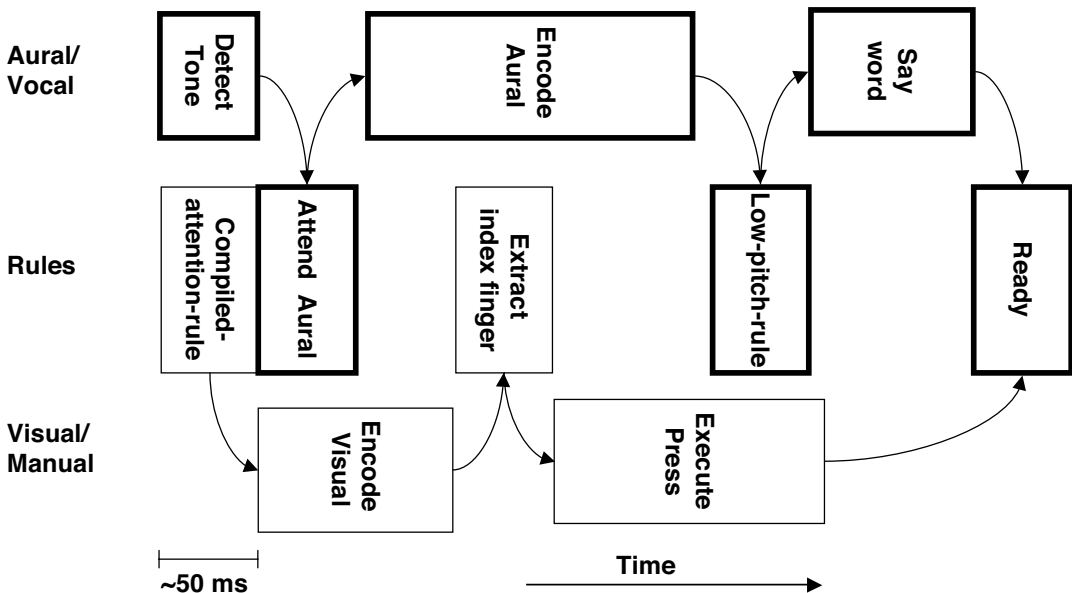 Aural/
Vocal
Detect
Tone
Encode
Aural
Say
word
Rules
Compiled-
attention-rule
Attend Aural
Extract
index finger
Low-pitch-rule
Ready
Visual/
Manual
Encode
Visual
Execute
Press
~50 ms
Time